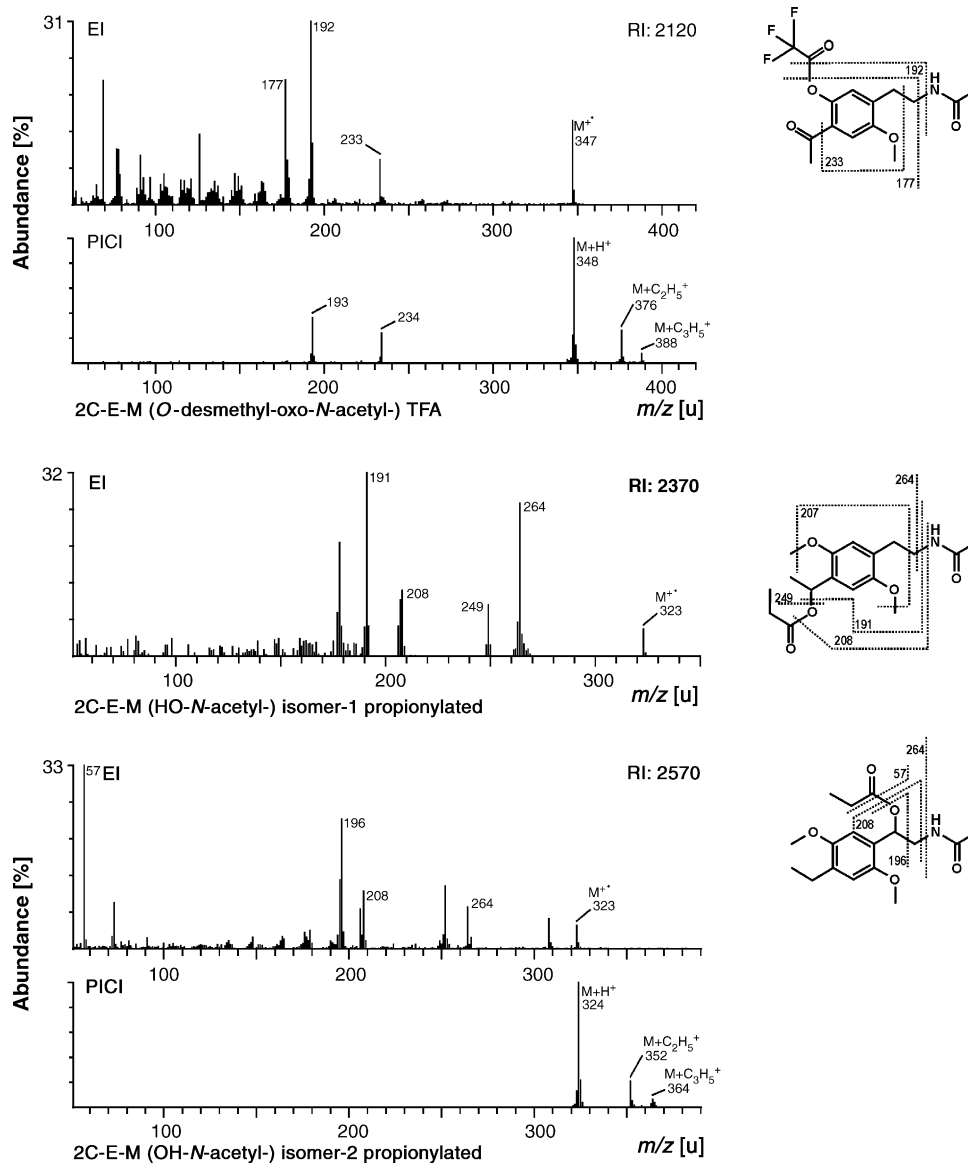 31
EI
RI: 2120
192
177
233
M+•
347
Abundance [%]
100
200
300
400
PICI
M+H+
348
193
234
M+C2H5+
376
M+C3H5+
388
100
200
300
400
2C-E-M (O-desmethyl-oxo-N-acetyl-) TFA
m/z [u]
F
F
F
O
O
192
H
N
O
O
O
233
177
32
EI
RI: 2370
191
264
208
249
M+•
323
Abundance [%]
100
200
300
m/z [u]
2C-E-M (HO-N-acetyl-) isomer-1 propionylated
264
207
O
H
N
O
249
O
O
191
O
208
33
57 EI
RI: 2570
196
208
264
M+•
323
Abundance [%]
100
200
300
PICI
M+H+
324
M+C2H5+
352
M+C3H5+
364
100
200
300
m/z [u]
2C-E-M (OH-N-acetyl-) isomer-2 propionylated
264
57
O
O
208
H
N
O
O
196
O